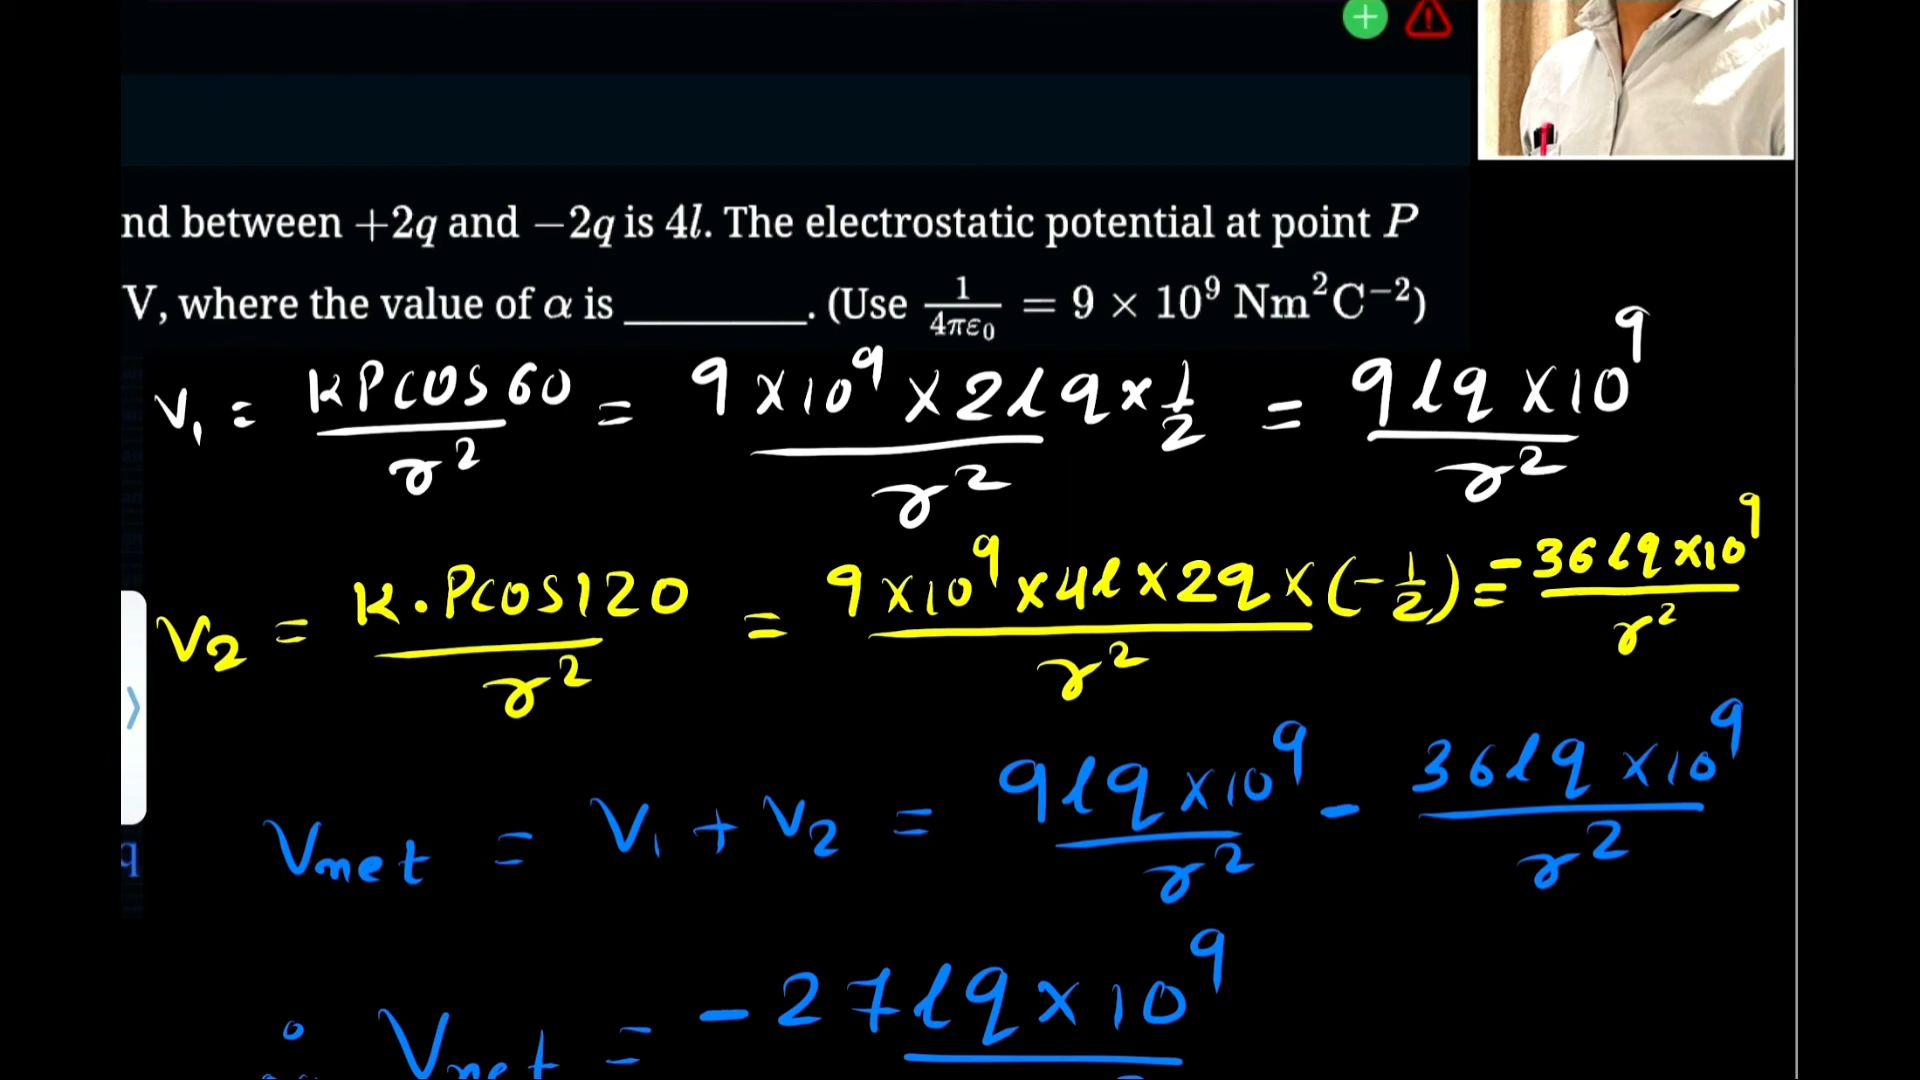 nd between +2q and −2q is 4l. The electrostatic potential at point P
V, where the value of α is ________. (Use 1/4πε₀ = 9 × 10⁹ Nm²C⁻²)
V₁ = KPcos60/r² = 9×10⁹×2lq×1/2/r² = 9lq×10⁹/r²
V₂ = K·Pcos120/r² = 9×10⁹×4l×2q×(-1/2)/r² = -36lq×10⁹/r²
q
Vnet = V₁ + V₂ = 9lq×10⁹/r² - 36lq×10⁹/r²
∴ Vnet = -27lq×10⁹